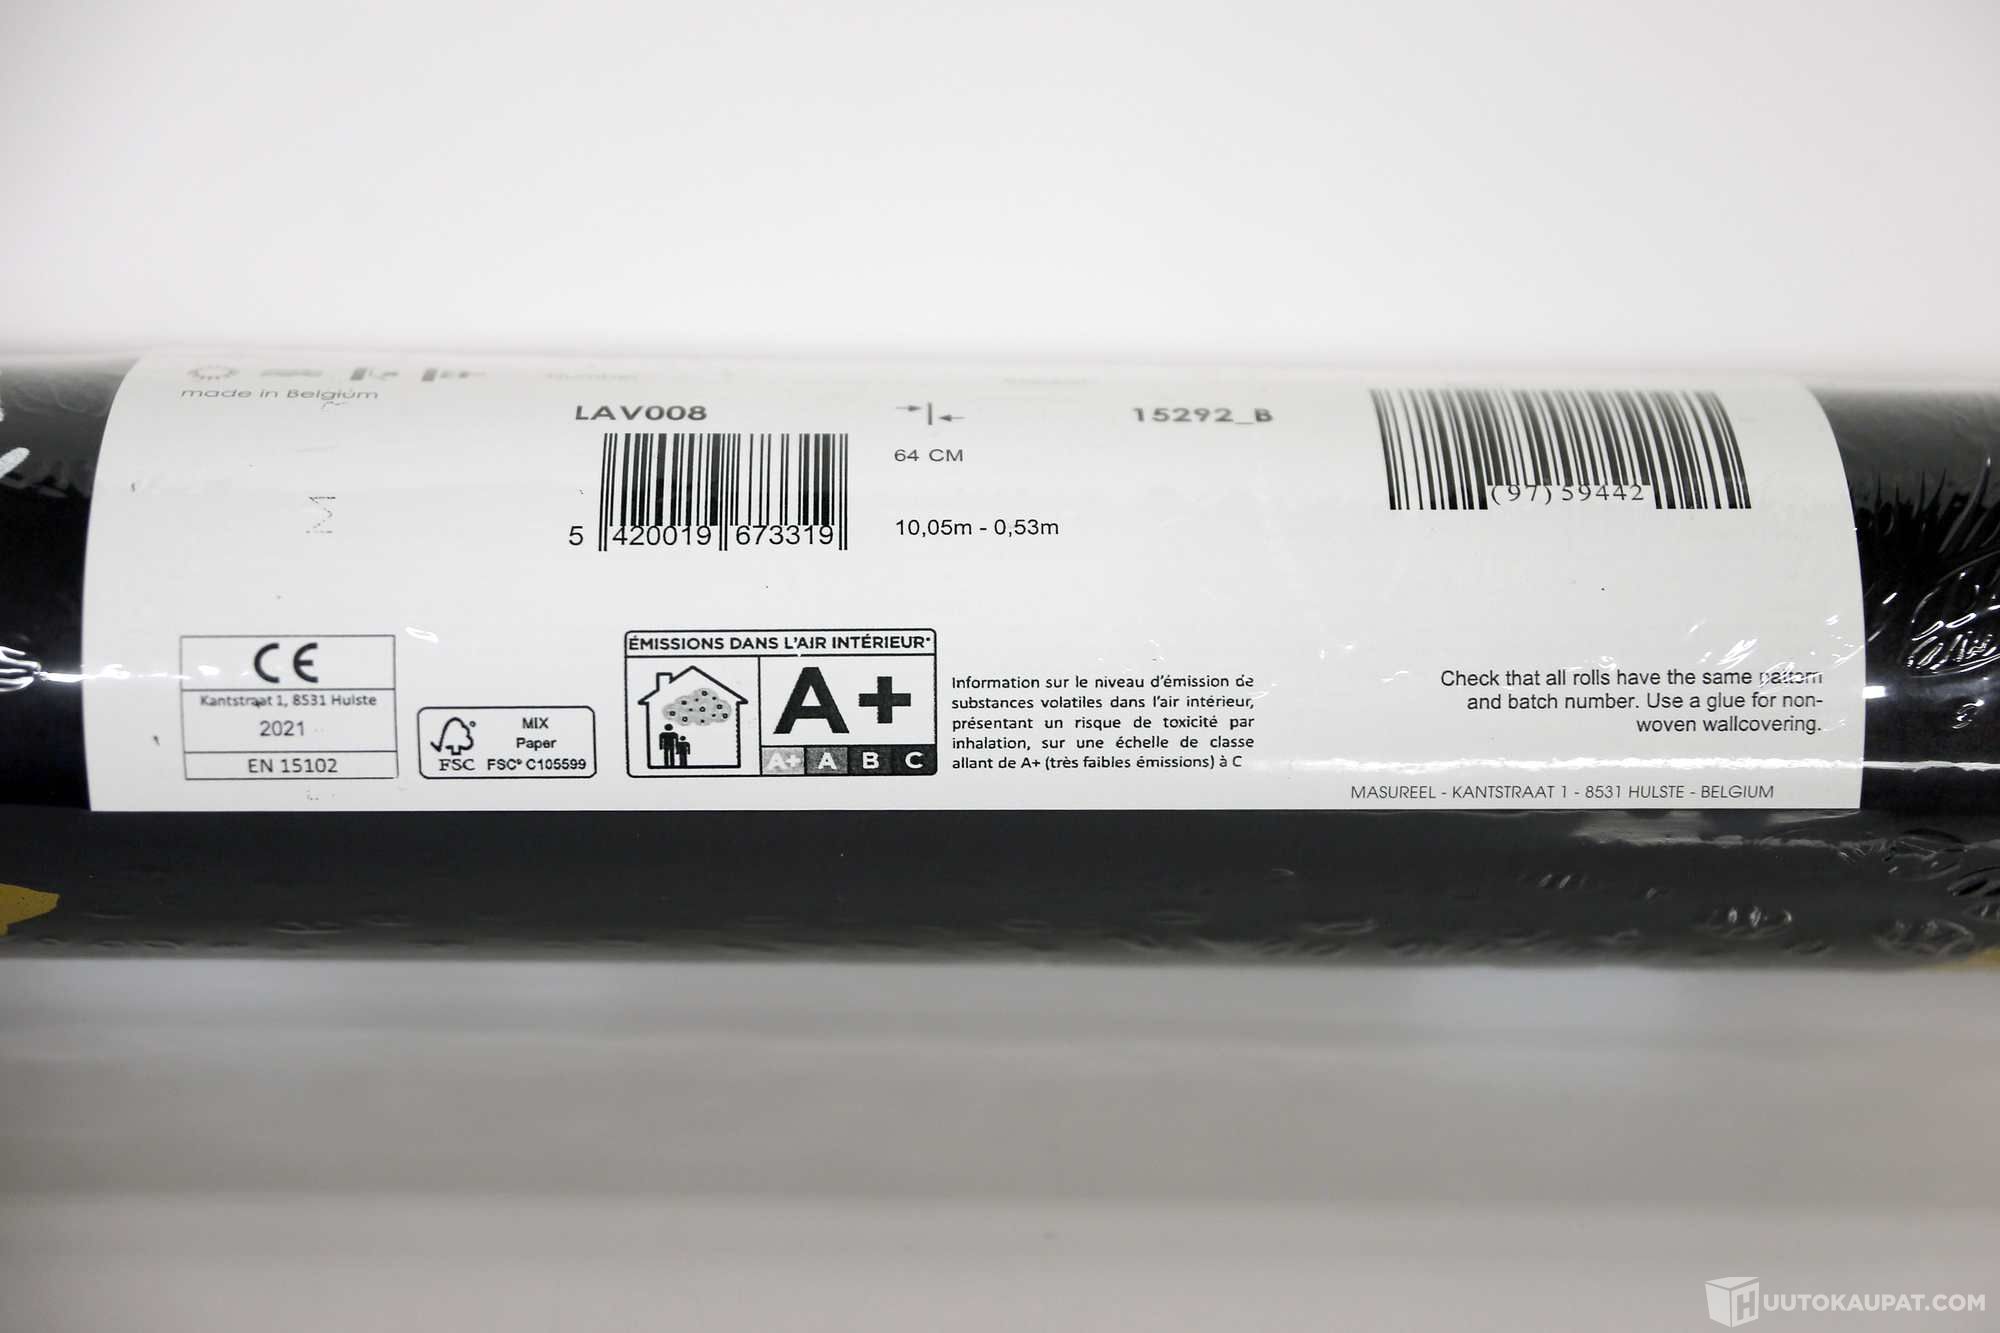 made in Belgium
LAV008
15292_B
64 CM
(97)59442
10,05m - 0,53m
5 420019 673319
M
CE
Kantstraat 1, 8531 Hulste
2021
EN 15102
MIX
Paper
FSC FSC® C105599
ÉMISSIONS DANS L'AIR INTÉRIEUR*
A+
A+ A B C
Information sur le niveau d'émission de
substances volatiles dans l'air intérieur,
présentant un risque de toxicité par
inhalation, sur une échelle de classe
allant de A+ (très faibles émissions) à C
Check that all rolls have the same pattern
and batch number. Use a glue for non-
woven wallcovering.
MASUREEL - KANTSTRAAT 1 - 8531 HULSTE - BELGIUM
HUUTOKAUPAT.COM